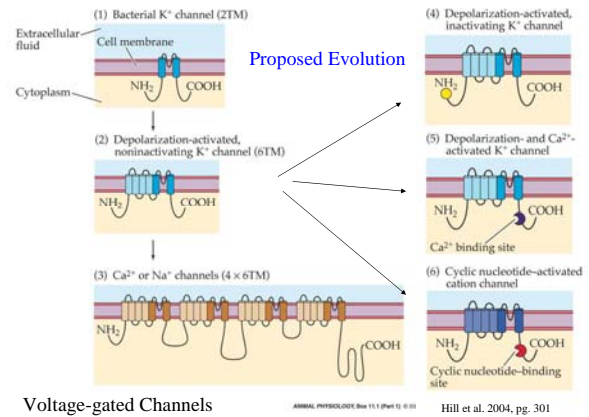 (1) Bacterial K⁺ channel (2TM)
Extracellular
fluid
Cell membrane
NH₂
COOH
Cytoplasm
(2) Depolarization-activated,
noninactivating K⁺ channel (6TM)
NH₂
COOH
(3) Ca²⁺ or Na⁺ channels (4 × 6TM)
NH₂
COOH
Voltage-gated Channels
Proposed Evolution
(4) Depolarization-activated,
inactivating K⁺ channel
NH₂
COOH
(5) Depolarization- and Ca²⁺-
activated K⁺ channel
NH₂
COOH
Ca²⁺ binding site
(6) Cyclic nucleotide–activated
cation channel
NH₂
COOH
Cyclic nucleotide–binding
site
ANIMAL PHYSIOLOGY, Box 11.1 (Part 1)
Hill et al. 2004, pg. 301